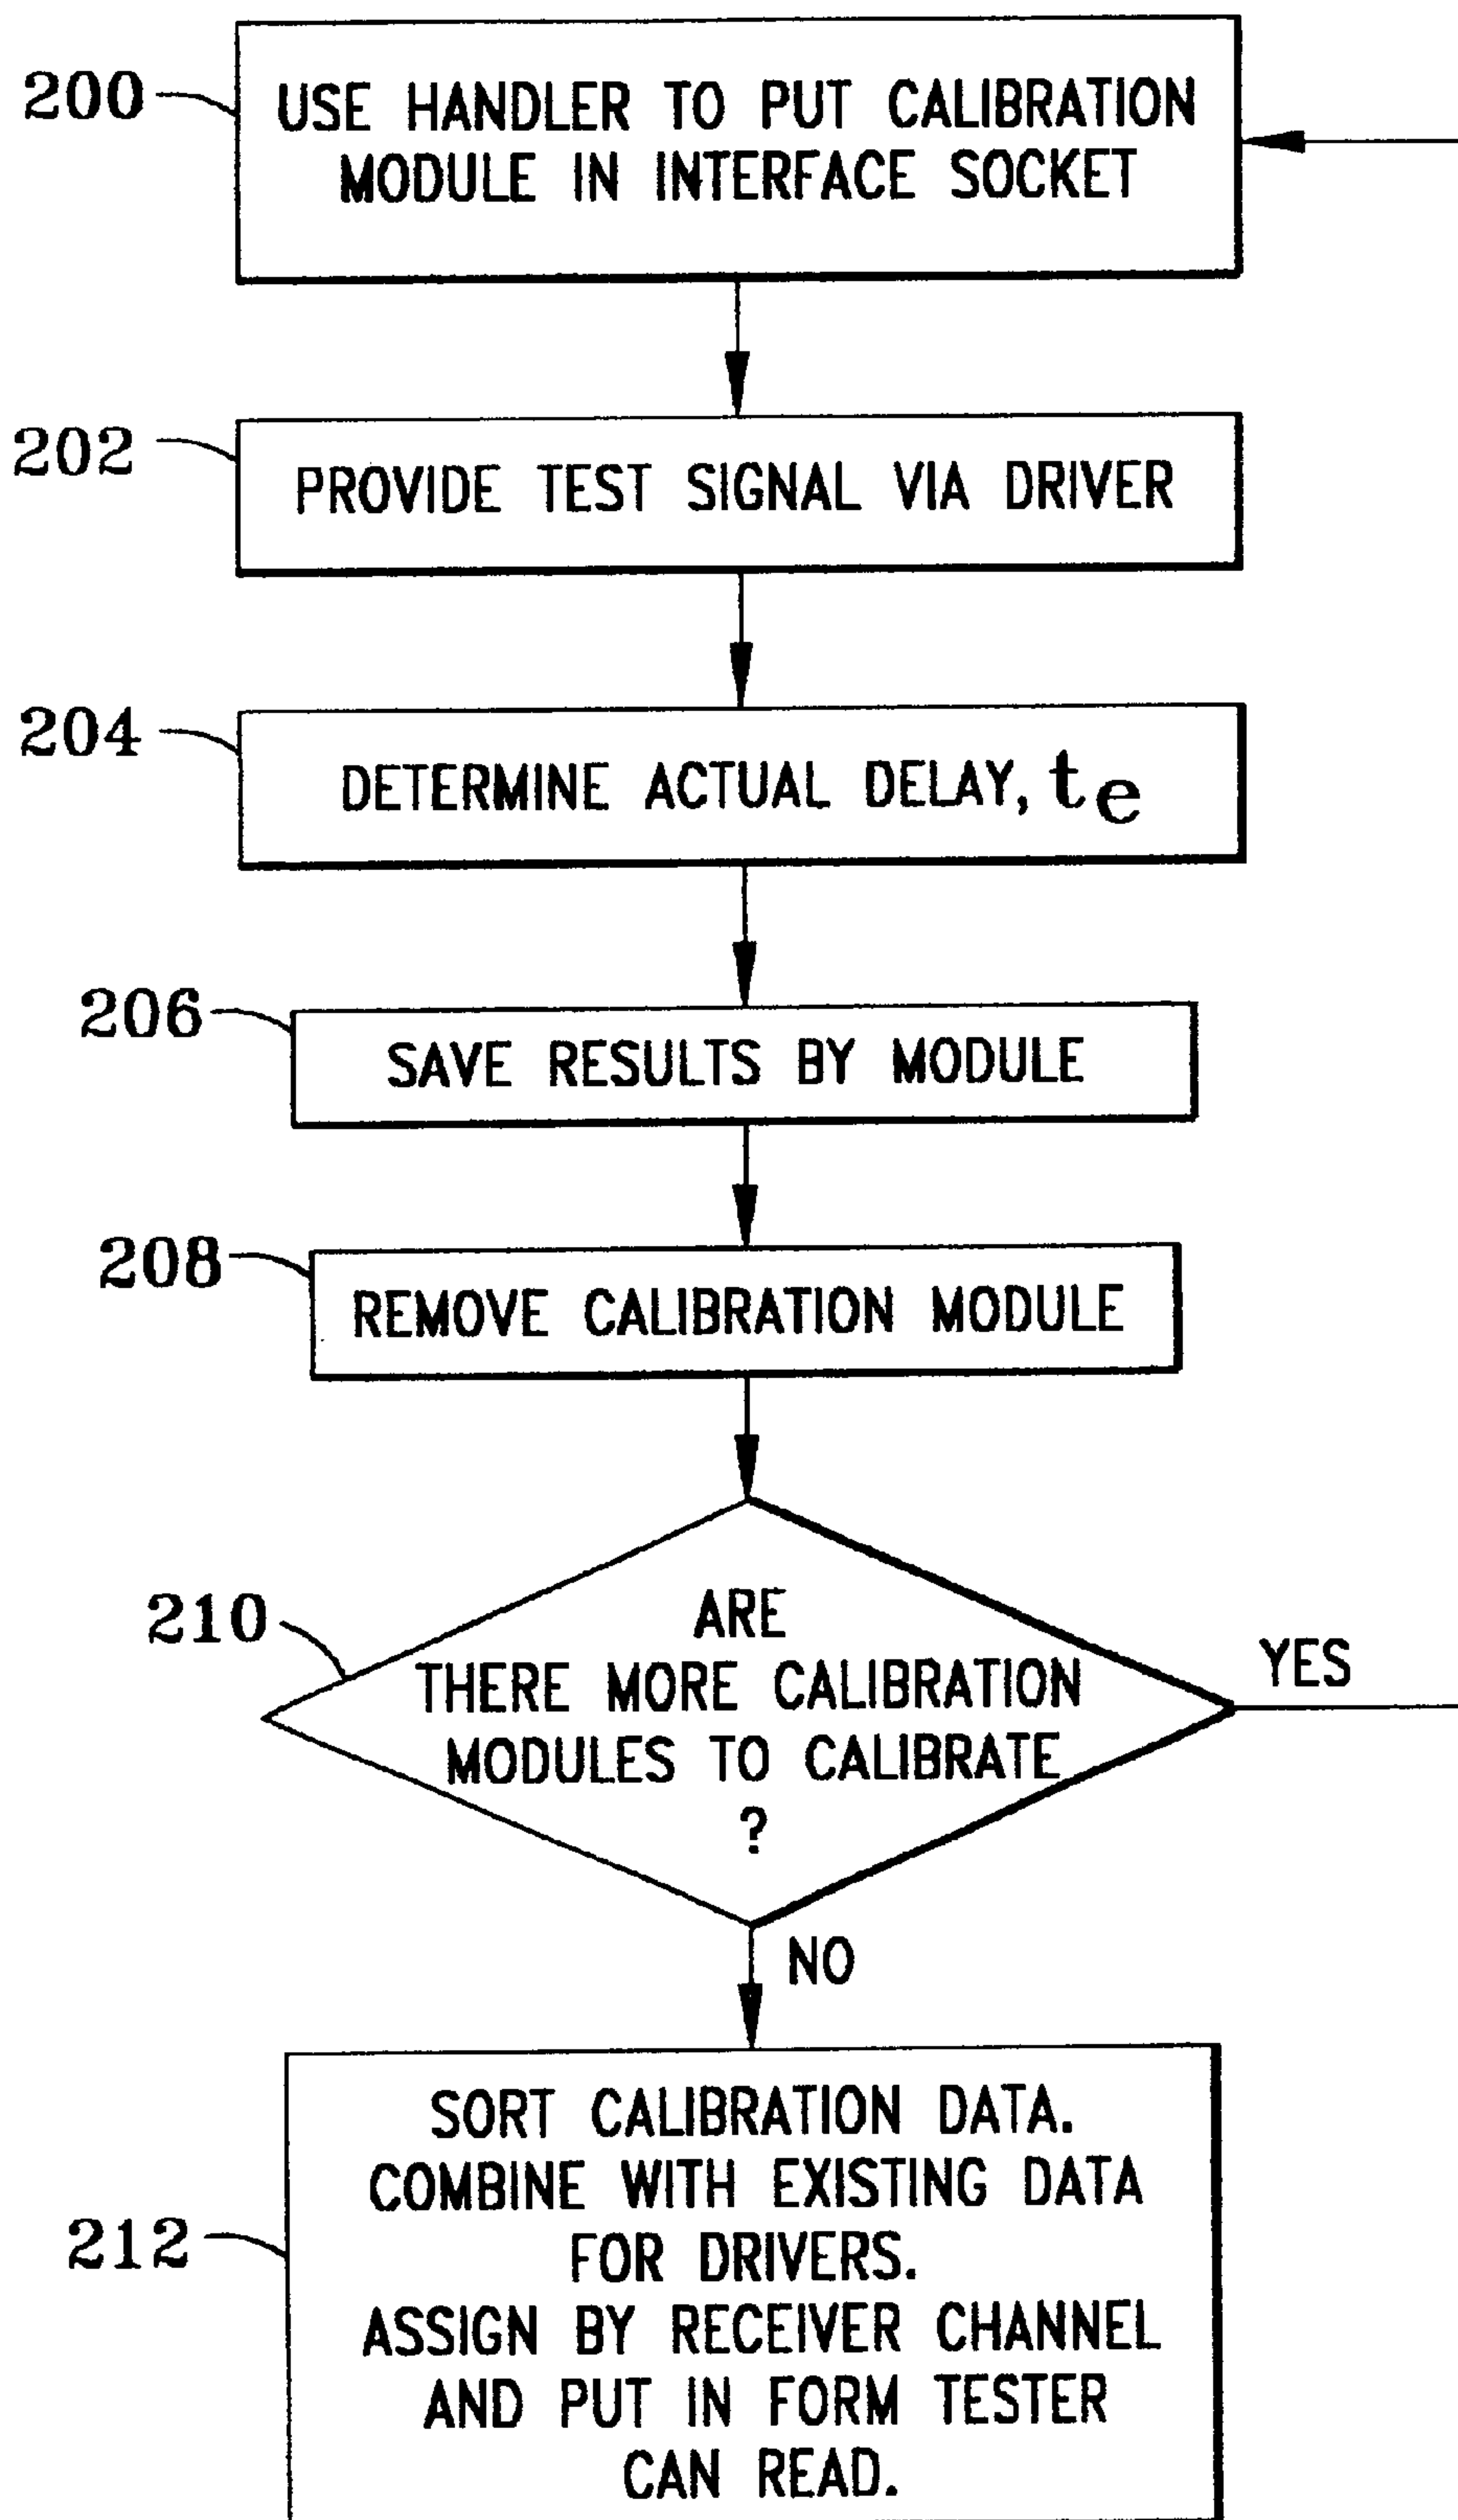 200
USE HANDLER TO PUT CALIBRATION
MODULE IN INTERFACE SOCKET
202
PROVIDE TEST SIGNAL VIA DRIVER
204
DETERMINE ACTUAL DELAY, te
206
SAVE RESULTS BY MODULE
208
REMOVE CALIBRATION MODULE
210
ARE
THERE MORE CALIBRATION
MODULES TO CALIBRATE
?
YES
NO
212
SORT CALIBRATION DATA.
COMBINE WITH EXISTING DATA
FOR DRIVERS.
ASSIGN BY RECEIVER CHANNEL
AND PUT IN FORM TESTER
CAN READ.